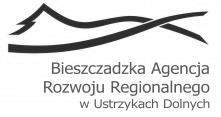 Bieszczadzka Agencja
Rozwoju Regionalnego
w Ustrzykach Dolnych